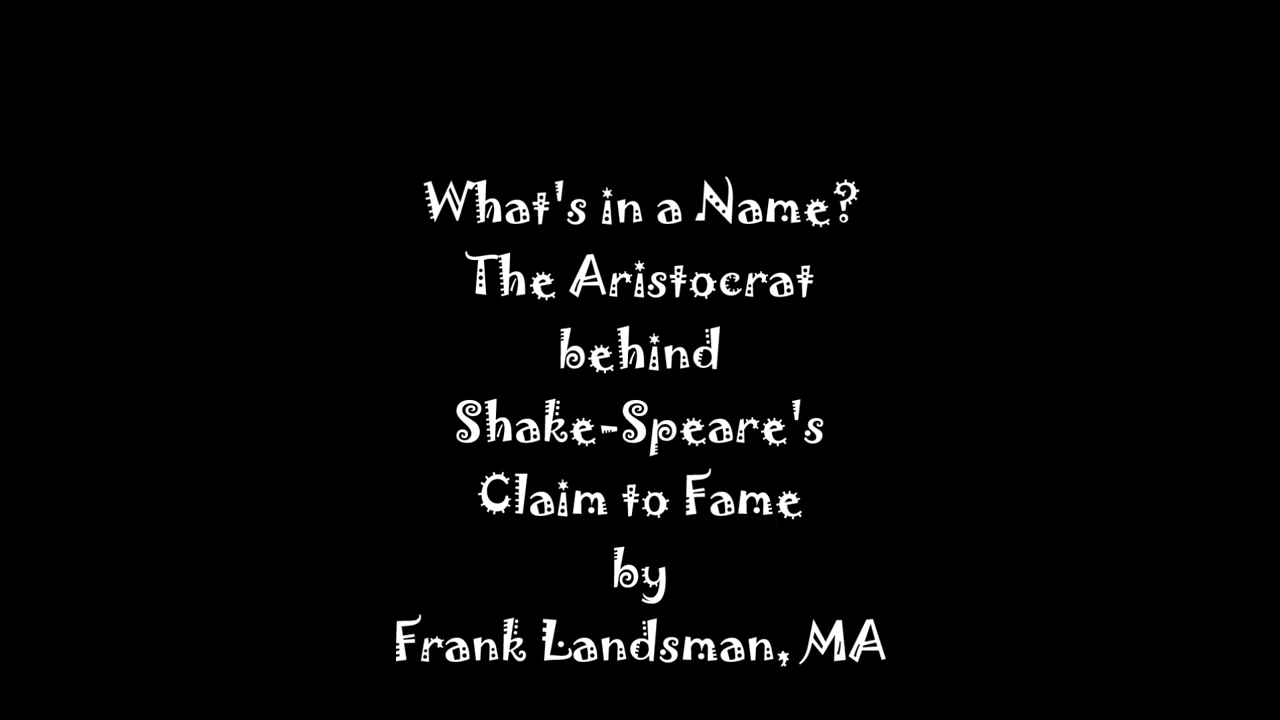 What's in a Name?
The Aristocrat
behind
Shake-Speare's
Claim to Fame
by
Frank Landsman, MA